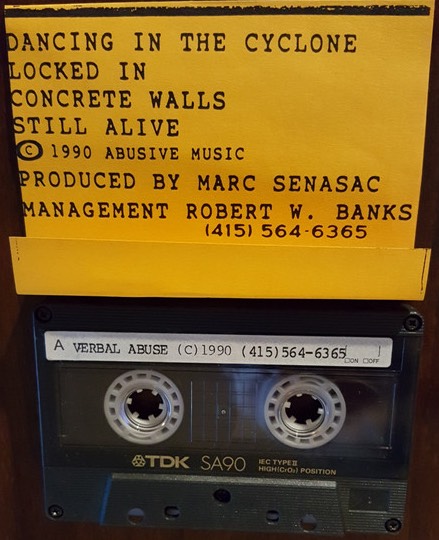 DANCING IN THE CYCLONE
LOCKED IN
CONCRETE WALLS
STILL ALIVE
© 1990 ABUSIVE MUSIC
PRODUCED BY MARC SENASAC
MANAGEMENT ROBERT W. BANKS
(415) 564-6365
A VERBAL ABUSE (C)1990 (415)564-6365
□ON □OFF
TDK SA90 IEC TYPE II
HIGH(CrO₂) POSITION